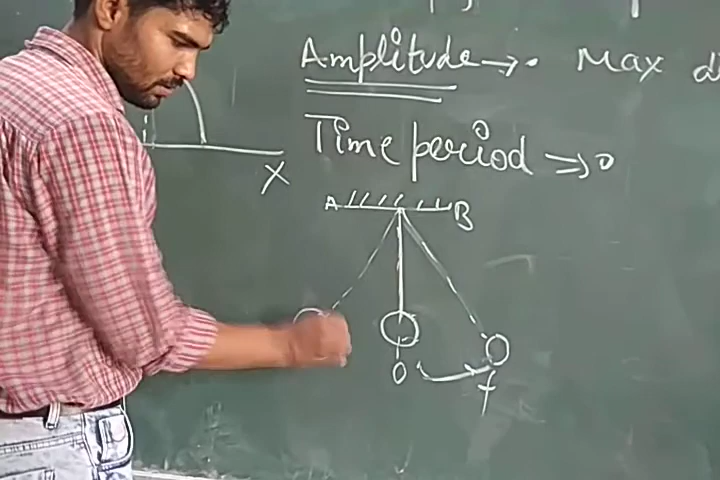 Amplitude → • Max
Time period ⇒ o
X
A B
O
f